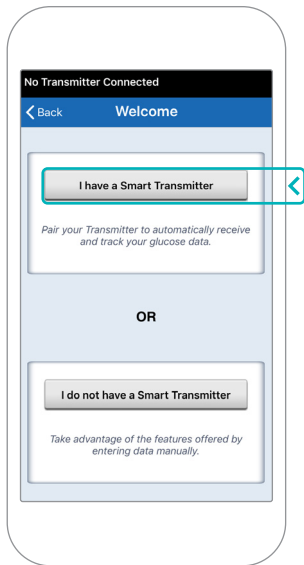 No Transmitter Connected
Back Welcome
I have a Smart Transmitter
Pair your Transmitter to automatically receive
and track your glucose data.
OR
I do not have a Smart Transmitter
Take advantage of the features offered by
entering data manually.